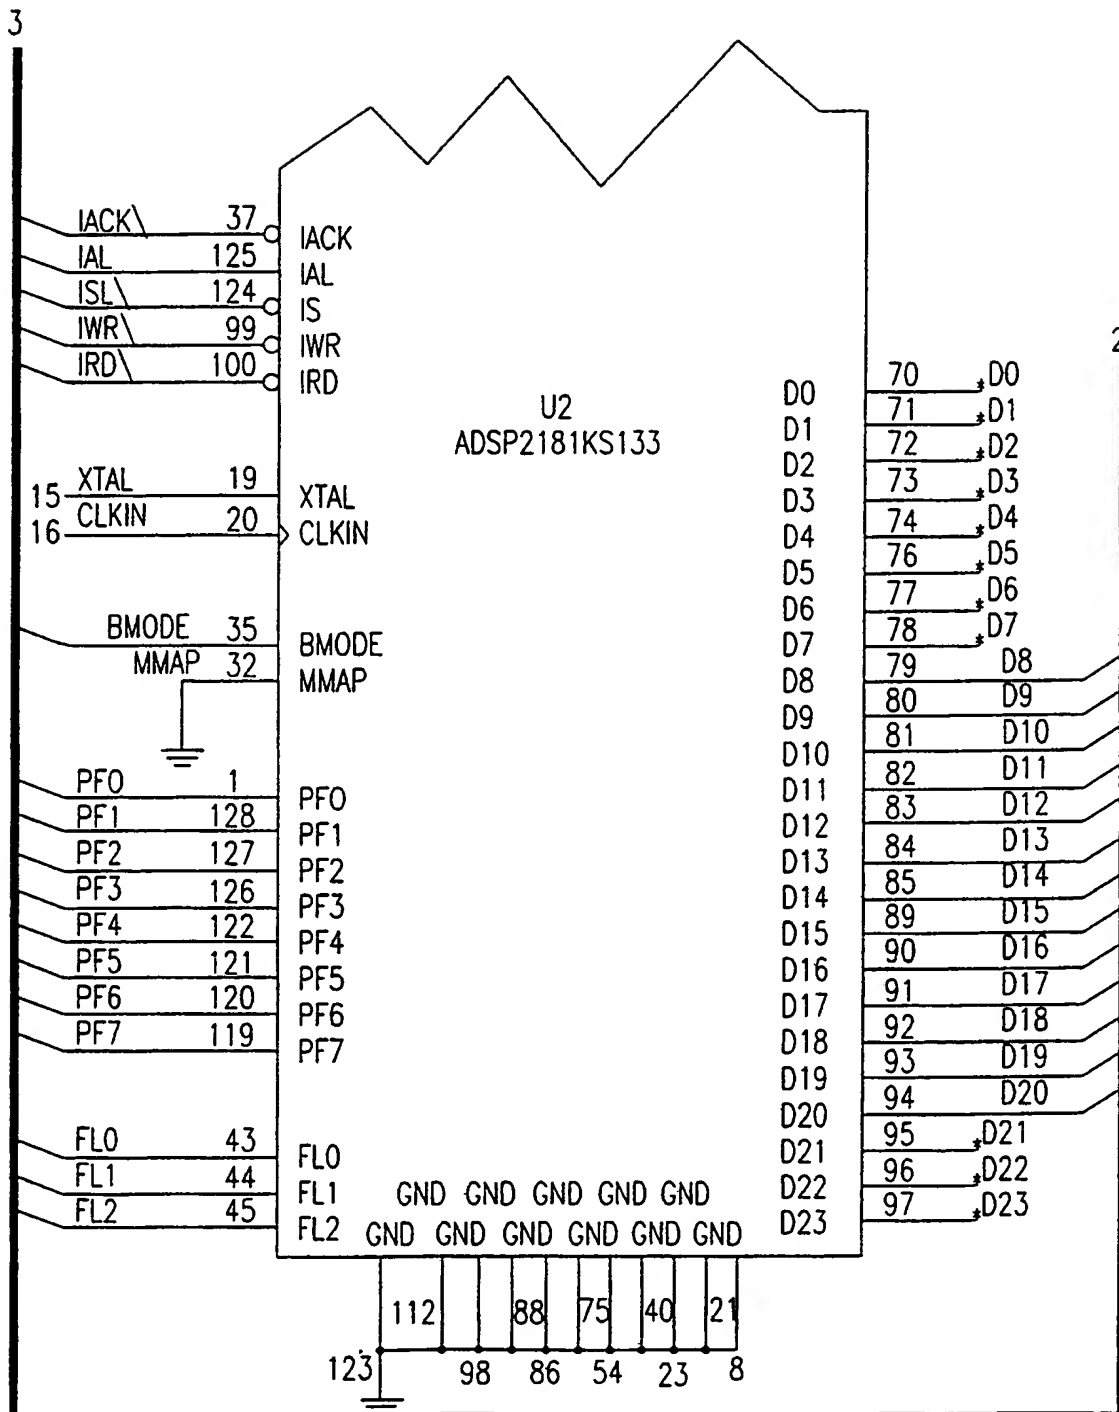 3
IACK\ 37 IACK
IAL 125 IAL
ISL\ 124 IS
IWR\ 99 IWR
IRD\ 100 IRD
U2
ADSP2181KS133
XTAL 19 XTAL
15
CLKIN 20 CLKIN
16
BMODE 35 BMODE
MMAP 32 MMAP
PF0 1 PF0
PF1 128 PF1
PF2 127 PF2
PF3 126 PF3
PF4 122 PF4
PF5 121 PF5
PF6 120 PF6
PF7 119 PF7
FL0 43 FL0
FL1 44 FL1
FL2 45 FL2
D0 70 *D0
D1 71 *D1
D2 72 *D2
D3 73 *D3
D4 74 *D4
D5 76 *D5
D6 77 *D6
D7 78 *D7
D8 79 D8
D9 80 D9
D10 81 D10
D11 82 D11
D12 83 D12
D13 84 D13
D14 85 D14
D15 89 D15
D16 90 D16
D17 91 D17
D18 92 D18
D19 93 D19
D20 94 D20
D21 95 *D21
D22 96 *D22
D23 97 *D23
GND GND GND GND GND
GND GND GND GND GND GND
112 88 75 40 21
123 98 86 54 23 8